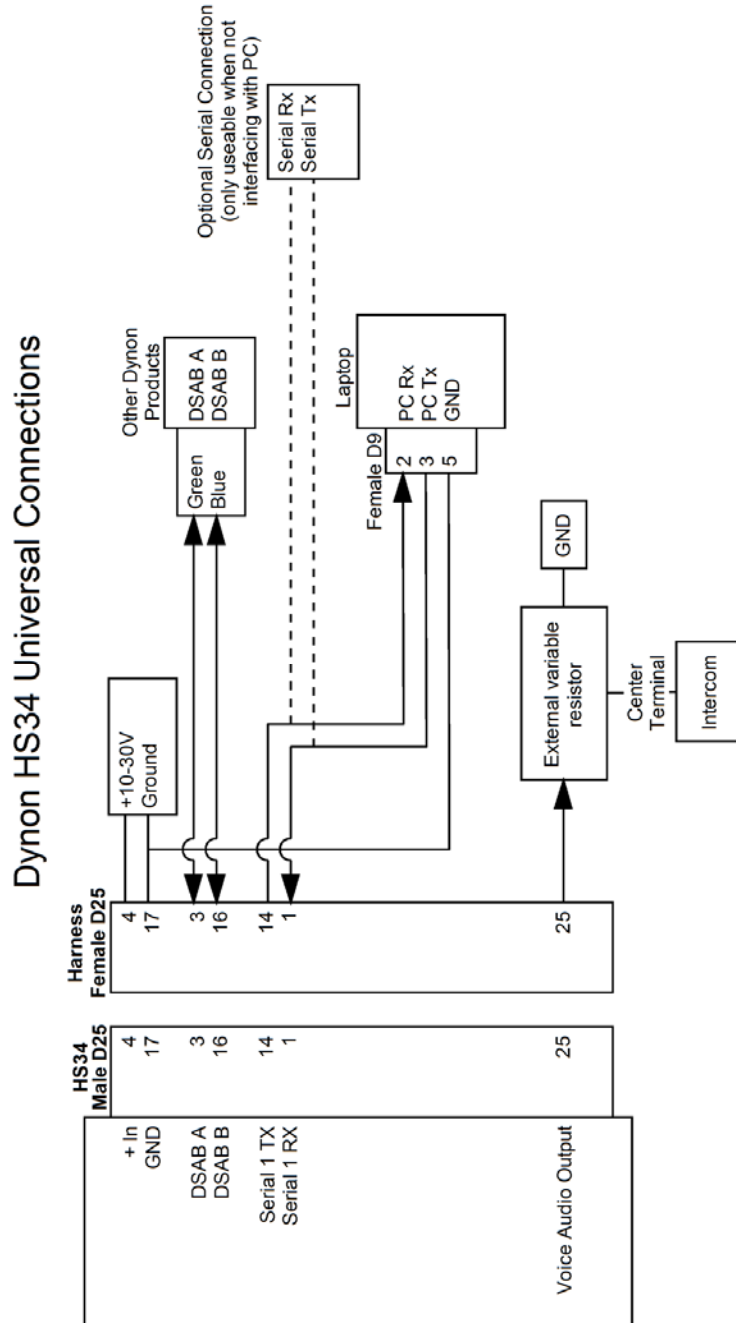 Dynon HS34 Universal Connections
HS34
Male D25
+ In
GND
DSAB A
DSAB B
Serial 1 TX
Serial 1 RX
Voice Audio Output
4
17
3
16
14
1
25
Harness
Female D25
4
17
3
16
14
1
25
+10-30V
Ground
Other Dynon
Products
Green
Blue
DSAB A
DSAB B
Optional Serial Connection
(only useable when not
interfacing with PC)
Serial Rx
Serial Tx
Laptop
Female D9
2
3
5
PC Rx
PC Tx
GND
External variable
resistor
GND
Center
Terminal
Intercom